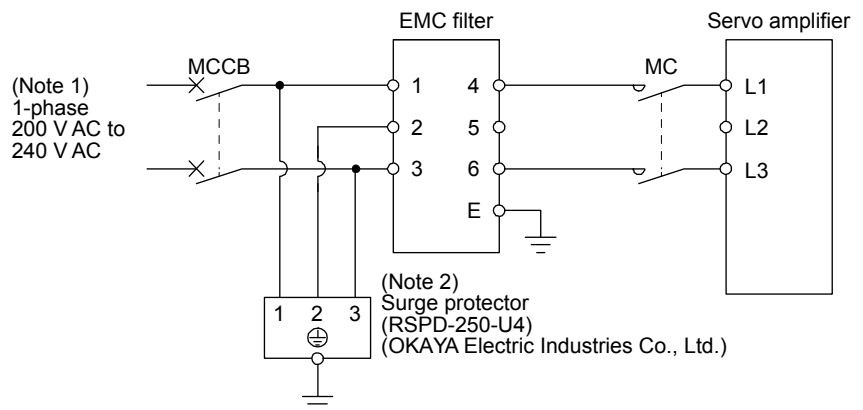 EMC filter
Servo amplifier
MCCB
MC
(Note 1)
1-phase
200 V AC to
240 V AC
1
2
3
4
5
6
E
L1
L2
L3
(Note 2)
Surge protector
(RSPD-250-U4)
(OKAYA Electric Industries Co., Ltd.)
1 2 3